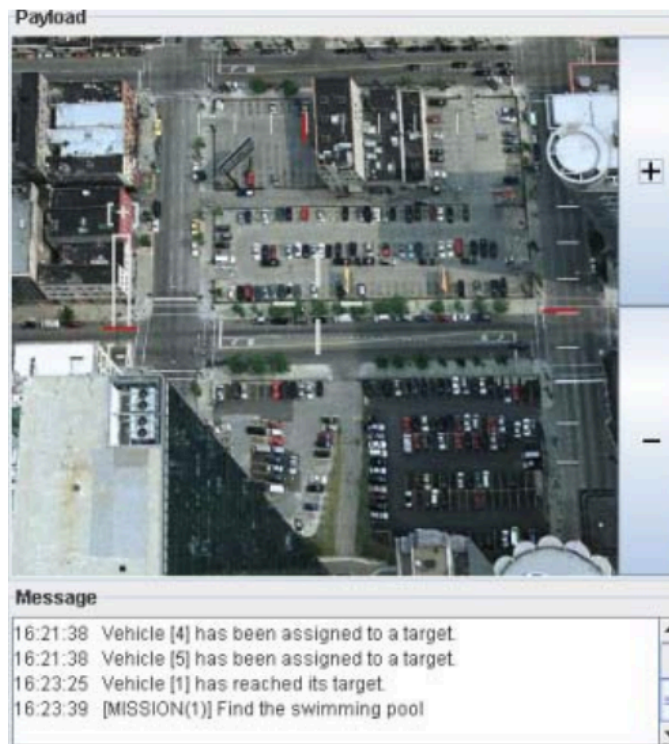 Payload
+
-
Message
16:21:38 Vehicle [4] has been assigned to a target.
16:21:38 Vehicle [5] has been assigned to a target.
16:23:25 Vehicle [1] has reached its target.
16:23:39 [MISSION(1)] Find the swimming pool